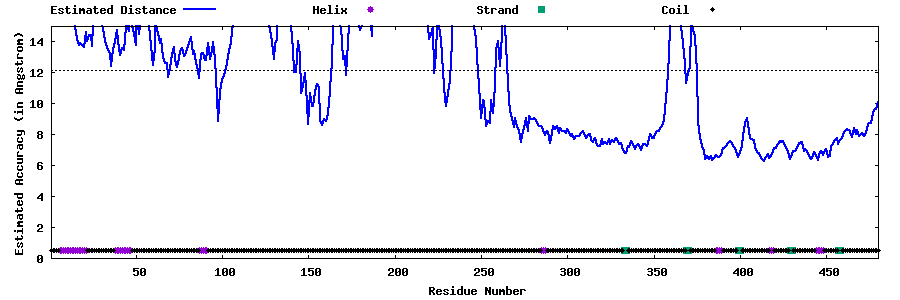 Estimated Distance Helix Strand Coil
Estimated Accuracy (in Angstrom)
14
12
10
8
6
4
2
0
50 100 150 200 250 300 350 400 450
Residue Number